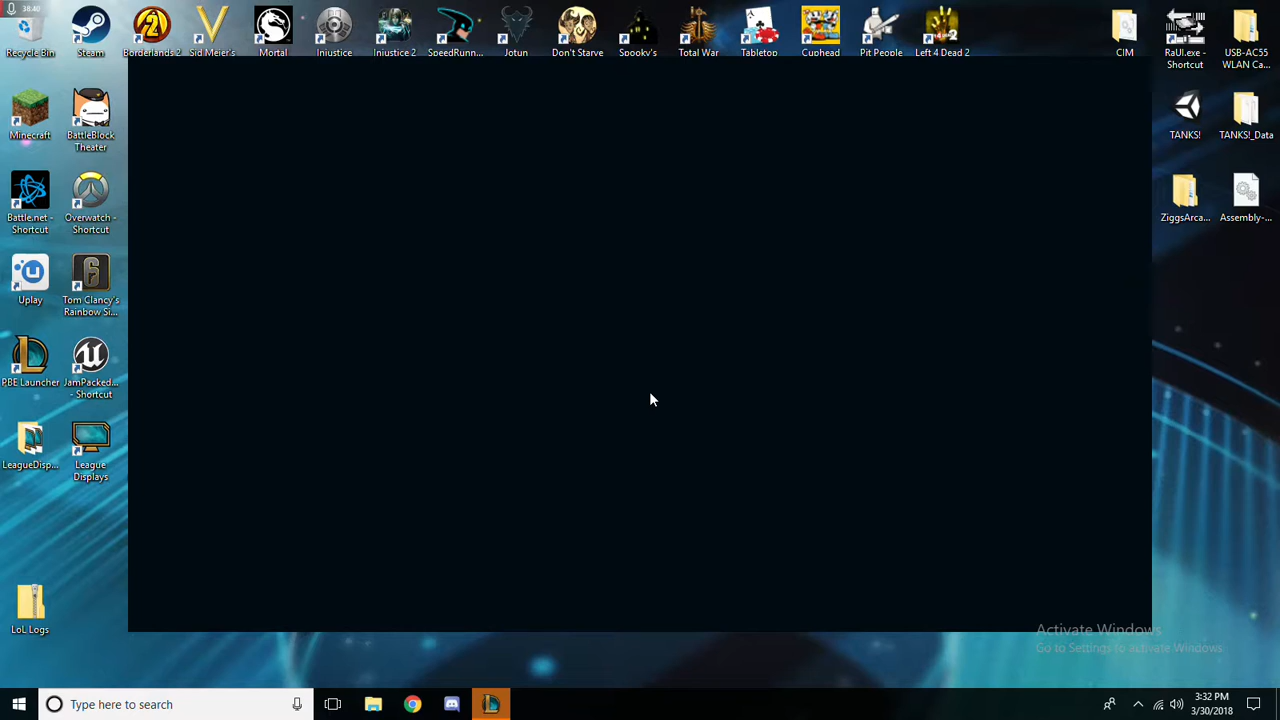 38:40
Recycle Bin
Steam
Borderlands 2
Sid Meier's
Mortal
Injustice
Injustice 2
SpeedRunn...
Jotun
Don't Starve
Spooky's
Total War
Tabletop
Cuphead
Pit People
Left 4 Dead 2
CIM
RaUI.exe -
Shortcut
USB-AC55
WLAN Ca...
Minecraft
BattleBlock
Theater
TANKS!
TANKS!_Data
Battle.net -
Shortcut
Overwatch -
Shortcut
ZiggsArca...
Assembly-...
Uplay
Tom Clancy's
Rainbow Si...
PBE Launcher
JamPacked...
- Shortcut
LeagueDisp...
League
Displays
LoL Logs
Activate Windows
Go to Settings to activate Windows.
Type here to search
3:32 PM
3/30/2018